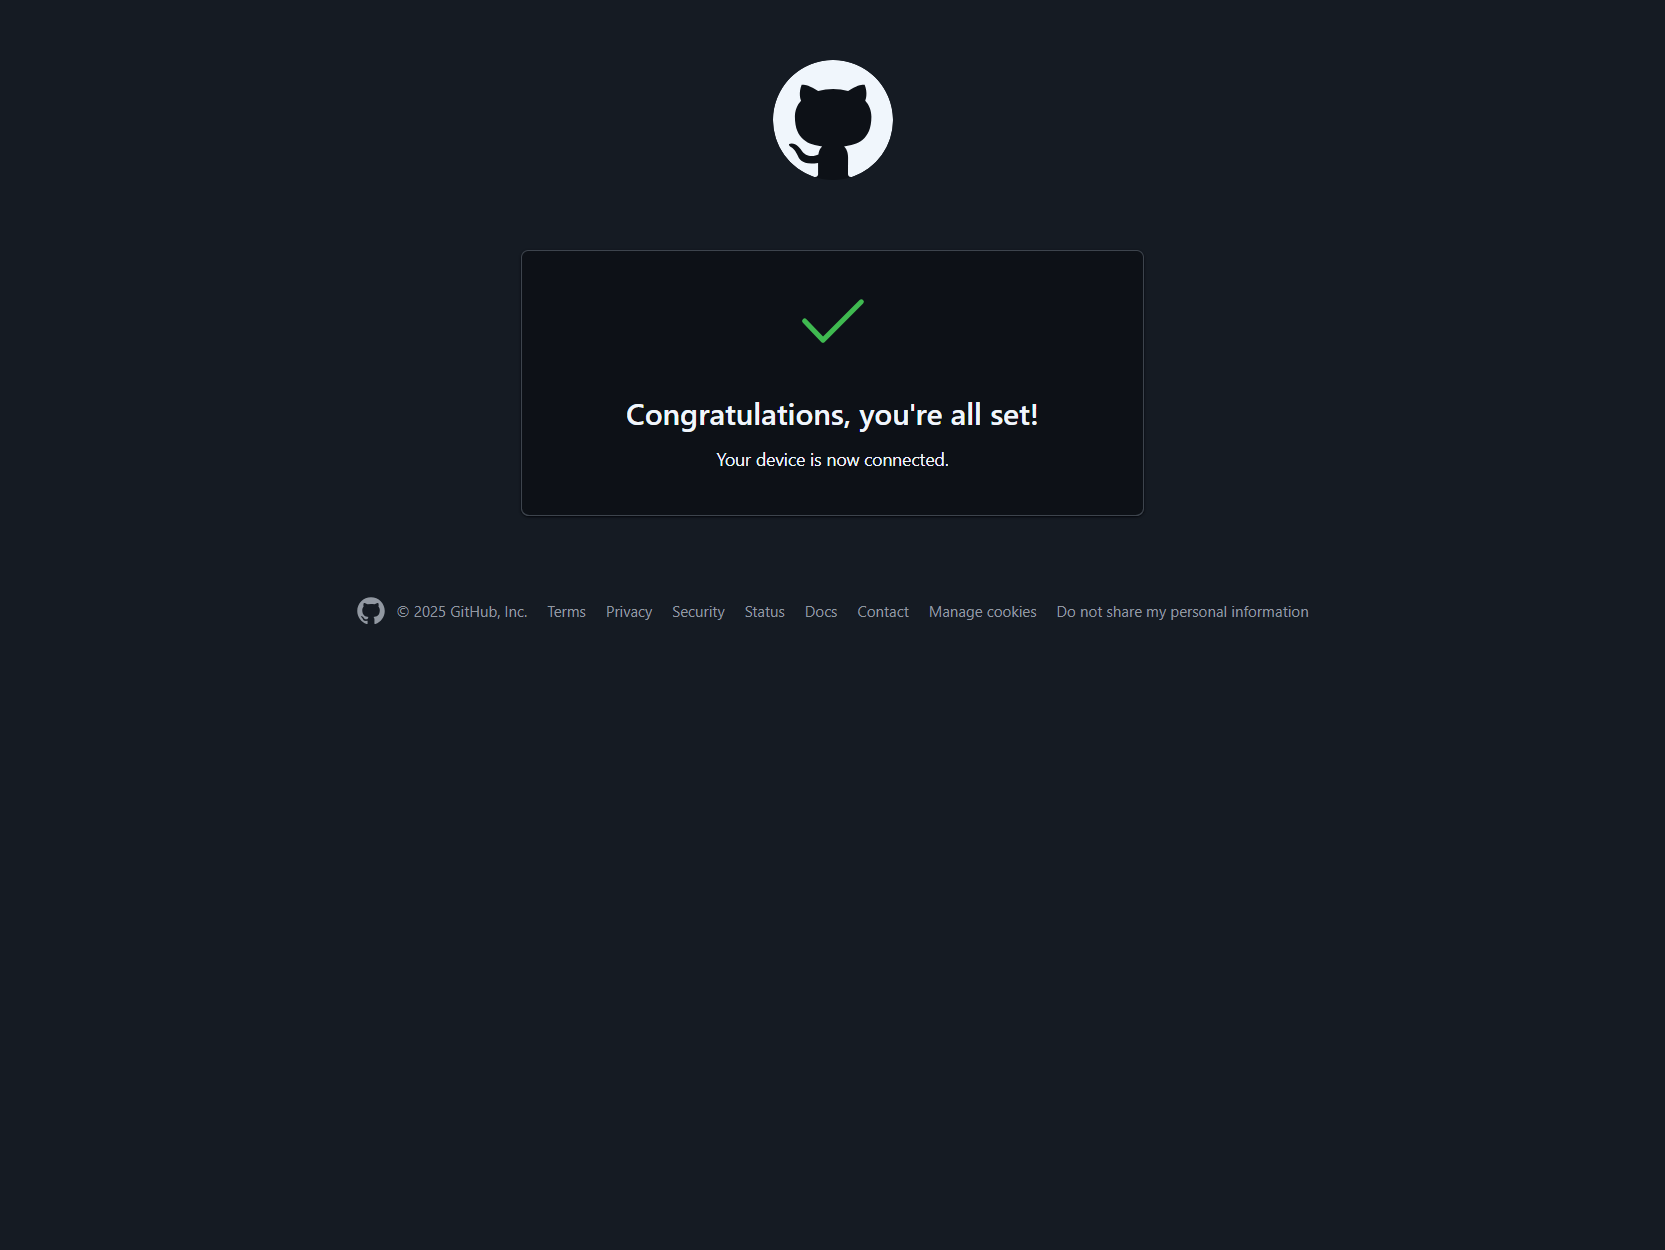 Congratulations, you're all set!
Your device is now connected.
© 2025 GitHub, Inc. Terms Privacy Security Status Docs Contact Manage cookies Do not share my personal information